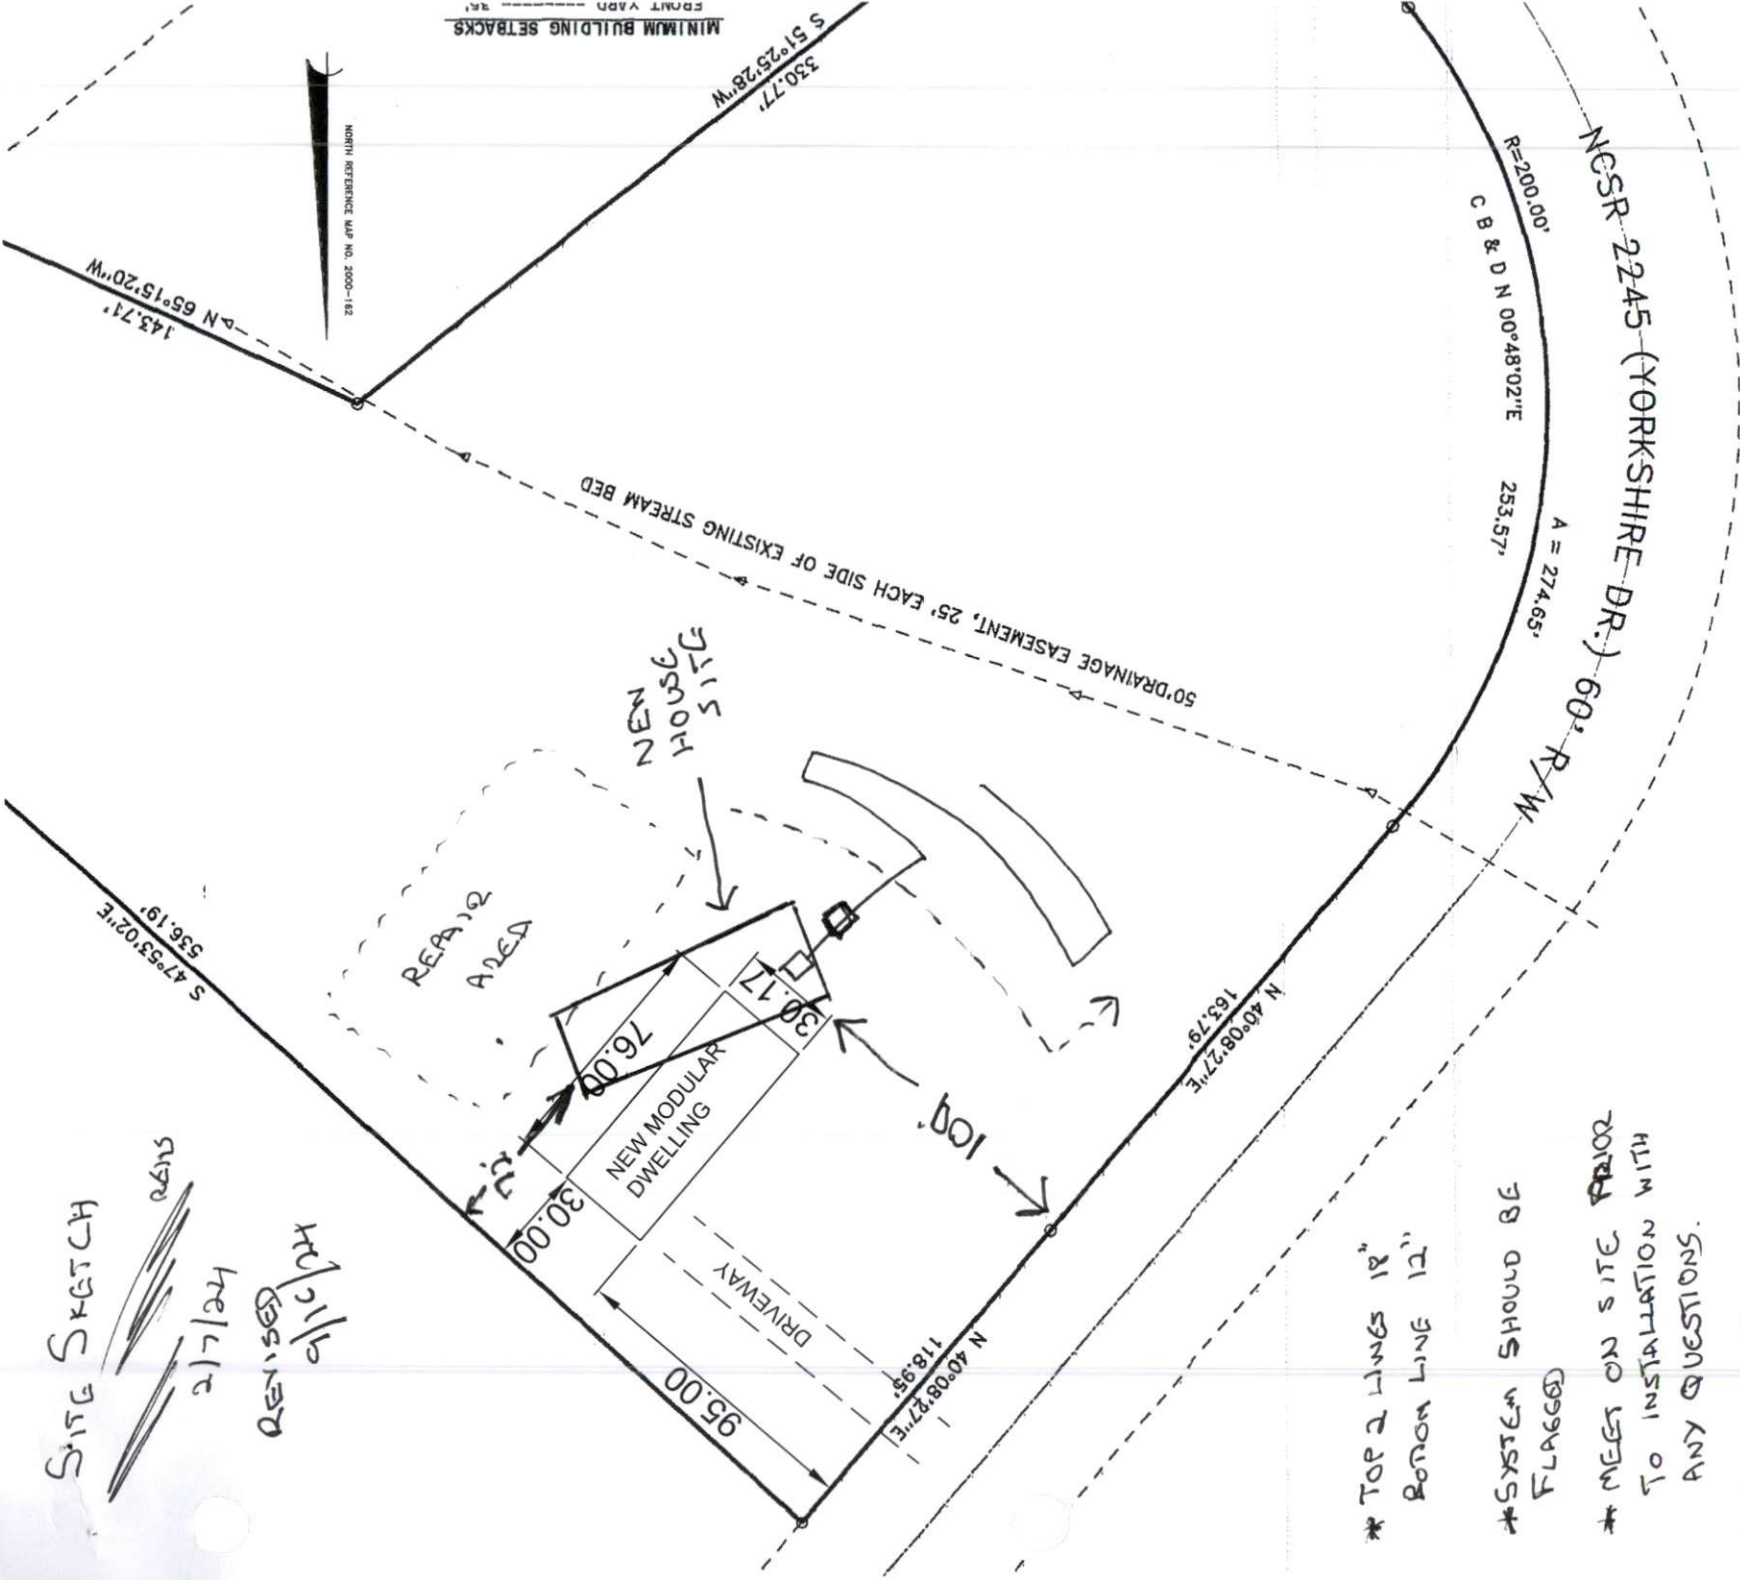 MINIMUM BUILDING SETBACKS
FRONT YARD -------- 35'
NORTH REFERENCE MAP NO. 2000-162
S 51°25'28"W
330.77'
N 65°15'20"W
143.71'
R=200.00'
C B & D N 00°48'02"E 253.57'
A = 274.65'
NCSR 2245 (YORKSHIRE DR.) 60' R/W
50' DRAINAGE EASEMENT, 25' EACH SIDE OF EXISTING STREAM BED
NEW
HOUSE
SITE
REPAIR
AREA
S 47°53'02"E
536.19'
76.00
30.17
NEW MODULAR
DWELLING
30.00
100'
N 40°08'27"E
163.79'
DRIVEWAY
95.00
N 40°08'27"E
118.95'
SITE SKETCH
REHS
2/7/24
REVISED
* TOP 2 LINES 18"
BOTTOM LINE 12"
* SYSTEM SHOULD BE
FLAGGED
* MEET ON SITE PRIOR
TO INSTALLATION WITH
ANY QUESTIONS.